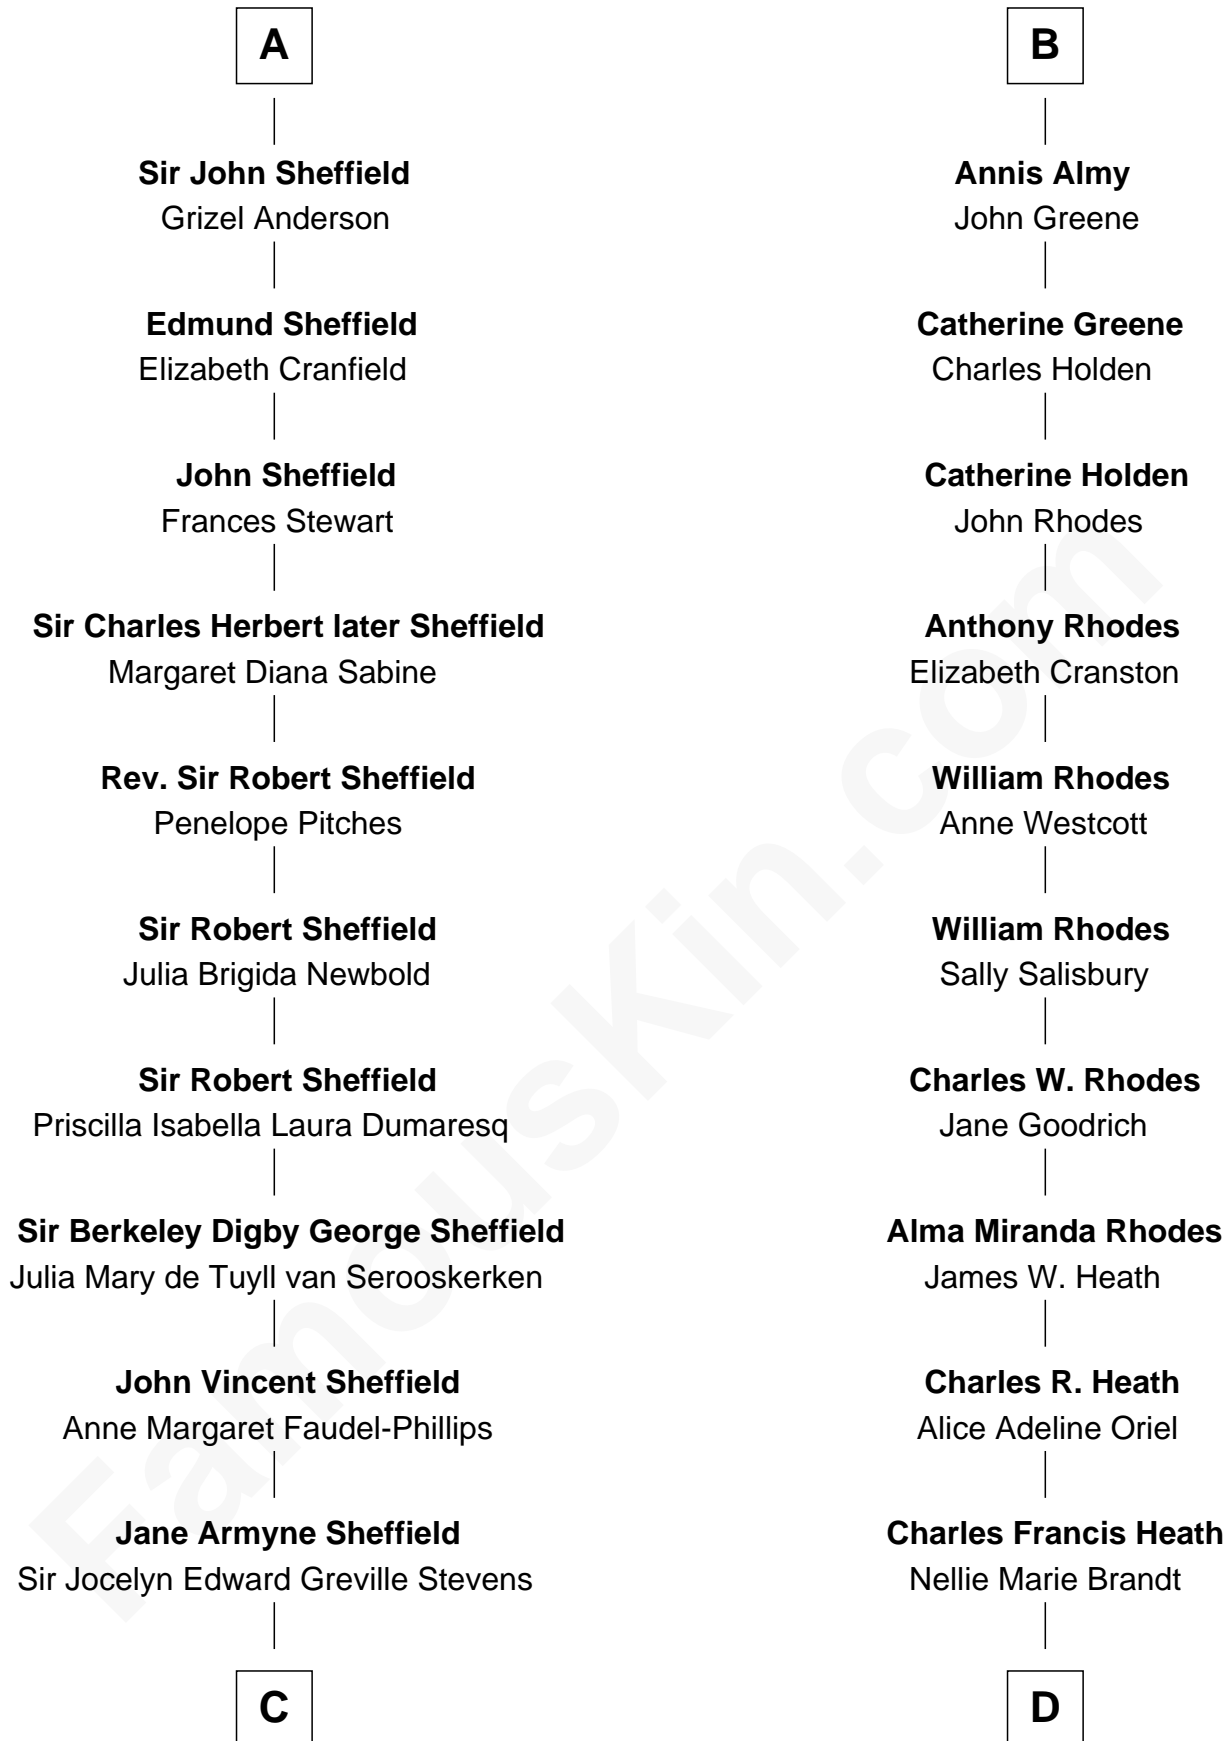 A
Sir John Sheffield
Grizel Anderson
Edmund Sheffield
Elizabeth Cranfield
John Sheffield
Frances Stewart
Sir Charles Herbert later Sheffield
Margaret Diana Sabine
Rev. Sir Robert Sheffield
Penelope Pitches
Sir Robert Sheffield
Julia Brigida Newbold
Sir Robert Sheffield
Priscilla Isabella Laura Dumaresq
Sir Berkeley Digby George Sheffield
Julia Mary de Tuyll van Serooskerken
John Vincent Sheffield
Anne Margaret Faudel-Phillips
Jane Armyne Sheffield
Sir Jocelyn Edward Greville Stevens
C
B
Annis Almy
John Greene
Catherine Greene
Charles Holden
Catherine Holden
John Rhodes
Anthony Rhodes
Elizabeth Cranston
William Rhodes
Anne Westcott
William Rhodes
Sally Salisbury
Charles W. Rhodes
Jane Goodrich
Alma Miranda Rhodes
James W. Heath
Charles R. Heath
Alice Adeline Oriel
Charles Francis Heath
Nellie Marie Brandt
D
FamousKin.com